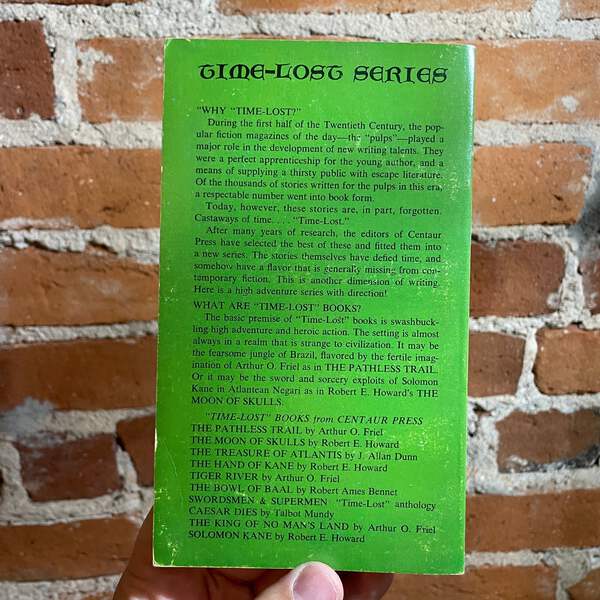 TIME-LOST SERIES
"WHY "TIME-LOST?"
During the first half of the Twentieth Century, the pop-
ular fiction magazines of the day—the "pulps"—played a
major role in the development of new writing talents. They
were a perfect apprenticeship for the young author, and a
means of supplying a thirsty public with escape literature.
Of the thousands of stories written for the pulps in this era,
a respectable number went into book form.
Today, however, these stories are, in part, forgotten.
Castaways of time. . . . "Time-Lost."
After many years of research, the editors of Centaur
Press have selected the best of these and fitted them into
a new series. The stories themselves have defied time, and
somehow have a flavor that is generally missing from con-
temporary fiction. This is another dimension of writing.
Here is a high adventure series with direction!
WHAT ARE "TIME-LOST" BOOKS?
The basic premise of "Time-Lost" books is swashbuck-
ling high adventure and heroic action. The setting is almost
always in a realm that is strange to civilization. It may be
the fearsome jungle of Brazil, flavored by the fertile imag-
ination of Arthur O. Friel as in THE PATHLESS TRAIL.
Or it may be the sword and sorcery exploits of Solomon
Kane in Atlantean Negari as in Robert E. Howard's THE
MOON OF SKULLS.
"TIME-LOST" BOOKS from CENTAUR PRESS
THE PATHLESS TRAIL by Arthur O. Friel
THE MOON OF SKULLS by Robert E. Howard
THE TREASURE OF ATLANTIS by J. Allan Dunn
THE HAND OF KANE by Robert E. Howard
TIGER RIVER by Arthur O. Friel
THE BOWL OF BAAL by Robert Ames Bennet
SWORDSMEN & SUPERMEN "Time-Lost" anthology
CAESAR DIES by Talbot Mundy
THE KING OF NO MAN'S LAND by Arthur O. Friel
SOLOMON KANE by Robert E. Howard